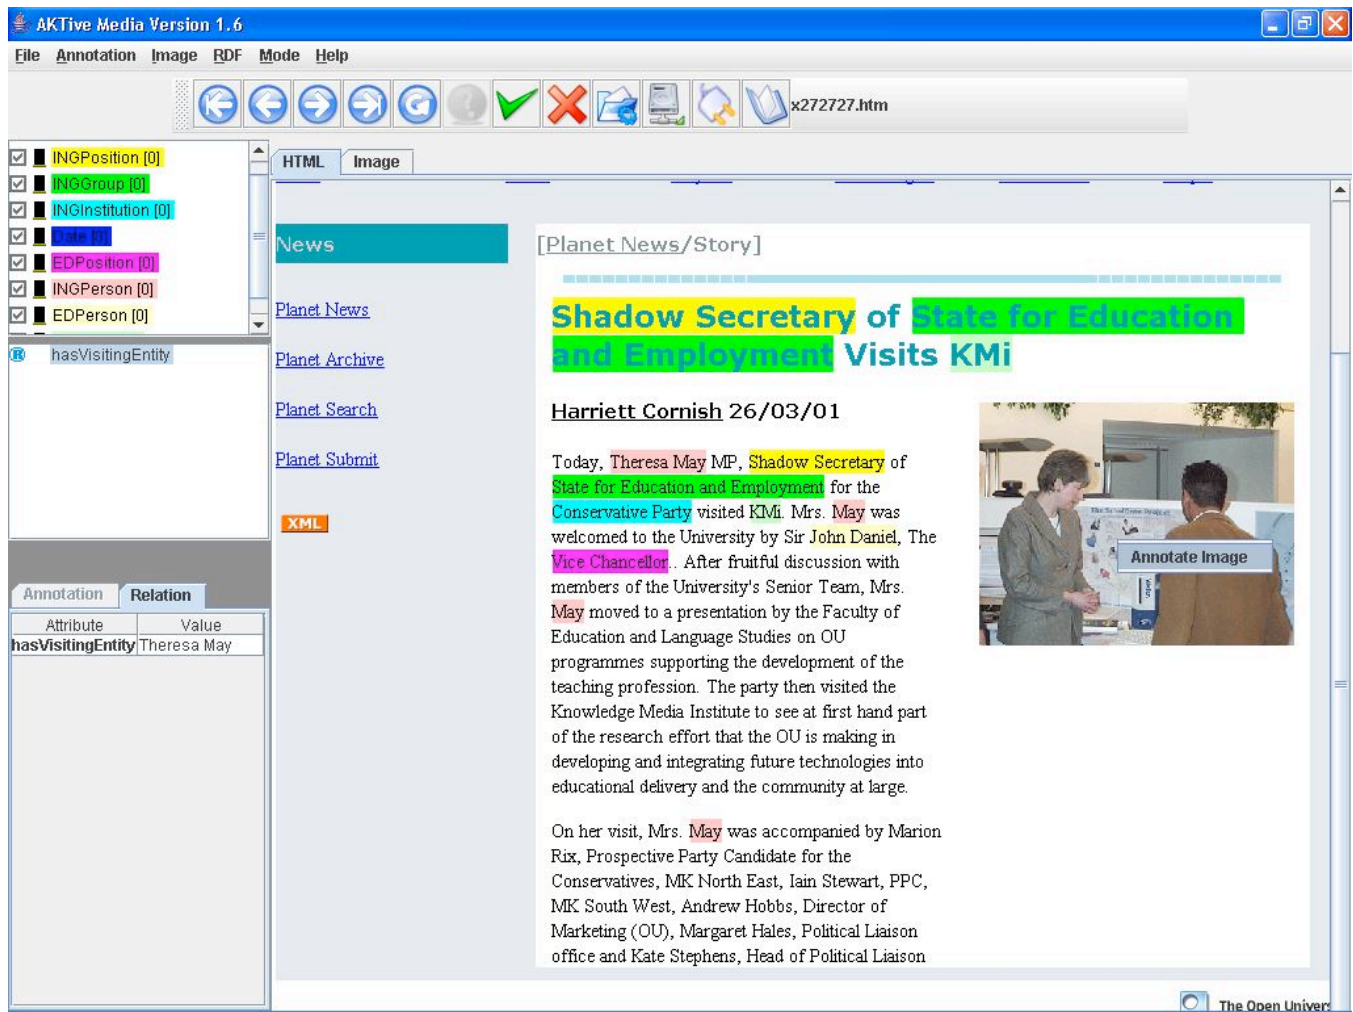 AKTive Media Version 1.6
File Annotation Image RDF Mode Help
x272727.htm
INGPosition [0]
INGGroup [0]
INGInstitution [0]
Date [0]
EDPosition [0]
INGPerson [0]
EDPerson [0]
hasVisitingEntity
Annotation Relation
Attribute Value
hasVisitingEntity Theresa May
HTML Image
News
Planet News
Planet Archive
Planet Search
Planet Submit
XML
[Planet News/Story]
Shadow Secretary of State for Education
and Employment Visits KMi
Harriett Cornish 26/03/01
Today, Theresa May MP, Shadow Secretary of
State for Education and Employment for the
Conservative Party visited KMi. Mrs. May was
welcomed to the University by Sir John Daniel, The
Vice Chancellor.. After fruitful discussion with
members of the University's Senior Team, Mrs.
May moved to a presentation by the Faculty of
Education and Language Studies on OU
programmes supporting the development of the
teaching profession. The party then visited the
Knowledge Media Institute to see at first hand part
of the research effort that the OU is making in
developing and integrating future technologies into
educational delivery and the community at large.
On her visit, Mrs. May was accompanied by Marion
Rix, Prospective Party Candidate for the
Conservatives, MK North East, Iain Stewart, PPC,
MK South West, Andrew Hobbs, Director of
Marketing (OU), Margaret Hales, Political Liaison
office and Kate Stephens, Head of Political Liaison
Annotate Image
The Open Univers